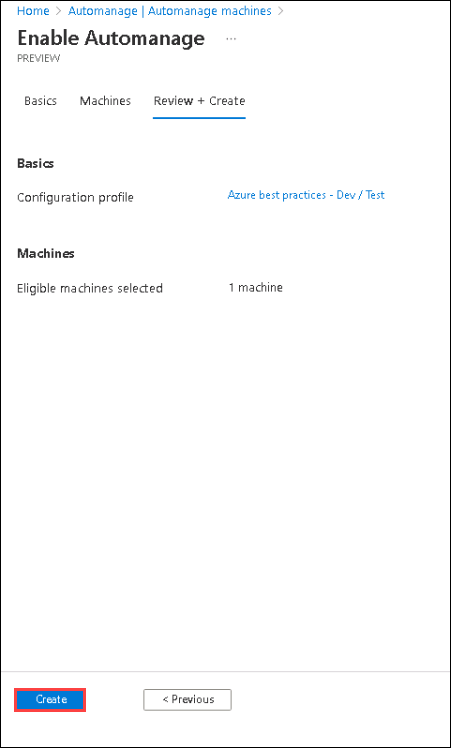 Home > Automanage | Automanage machines >
Enable Automanage ...
PREVIEW
Basics Machines Review + Create
Basics
Configuration profile Azure best practices - Dev / Test
Machines
Eligible machines selected 1 machine
Create < Previous